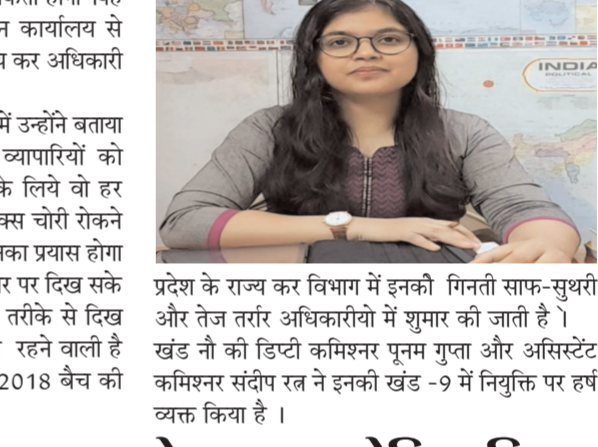 न कार्यालय से
कर अधिकारी
में उन्होंने बताया
व्यापारियों को
के लिये वो हर
क्स चोरी रोकने
का प्रयास होगा
र पर दिख सके
तरीके से दिख
रहने वाली है
2018 बैच की
INDIA
POLITICAL
प्रदेश के राज्य कर विभाग में इनकी गिनती साफ-सुथरी
और तेज तर्रार अधिकारीयो में शुमार की जाती है ।
खंड नौ की डिप्टी कमिश्नर पूनम गुप्ता और असिस्टेंट
कमिश्नर संदीप रत्न ने इनकी खंड -9 में नियुक्ति पर हर्ष
व्यक्त किया है ।